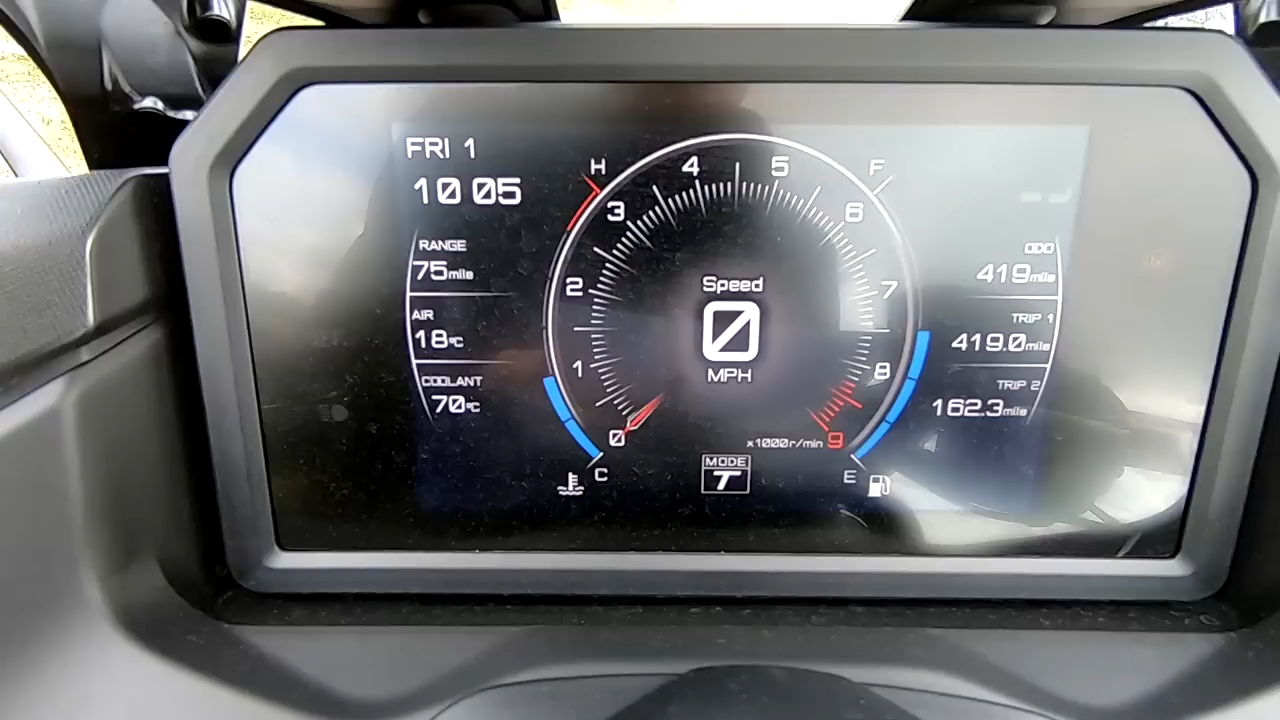 FRI 1
10 05
RANGE
75mile
AIR
18°C
COOLANT
70°C
H
C
0
1
2
3
4
5
6
7
8
9
x1000r/min
Speed
0
MPH
MODE
T
F
E
ODO
419mile
TRIP 1
419.0mile
TRIP 2
162.3mile